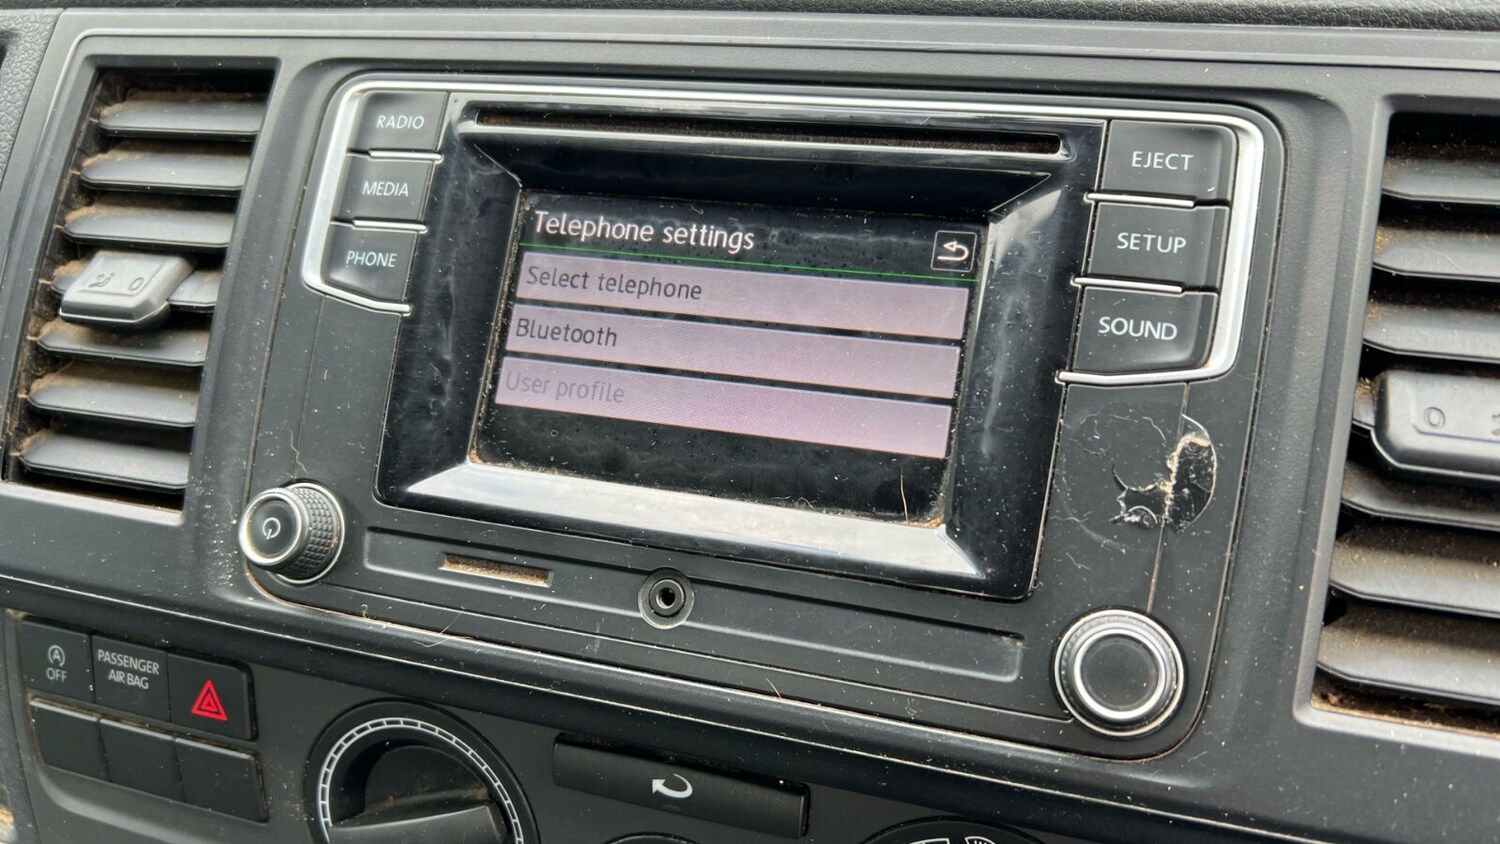 RADIO
MEDIA
PHONE
EJECT
SETUP
SOUND
Telephone settings
Select telephone
Bluetooth
User profile
A
OFF
PASSENGER
AIR BAG